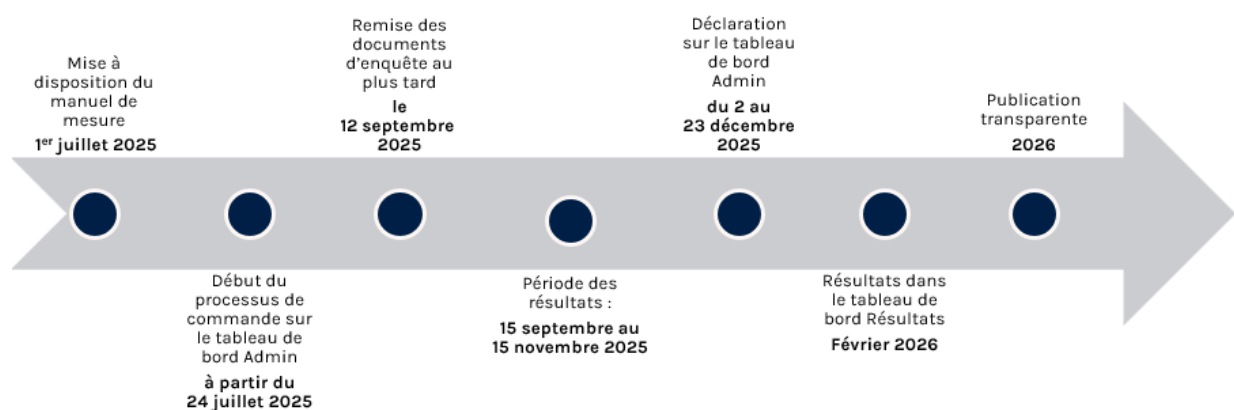 Mise à
disposition du
manuel de
mesure
1er juillet 2025
Début du
processus de
commande sur
le tableau de
bord Admin
à partir du
24 juillet 2025
Remise des
documents
d'enquête au
plus tard
le
12 septembre
2025
Période des
résultats :
15 septembre au
15 novembre 2025
Déclaration
sur le tableau
de bord
Admin
du 2 au
23 décembre
2025
Résultats dans
le tableau de
bord Résultats
Février 2026
Publication
transparente
2026